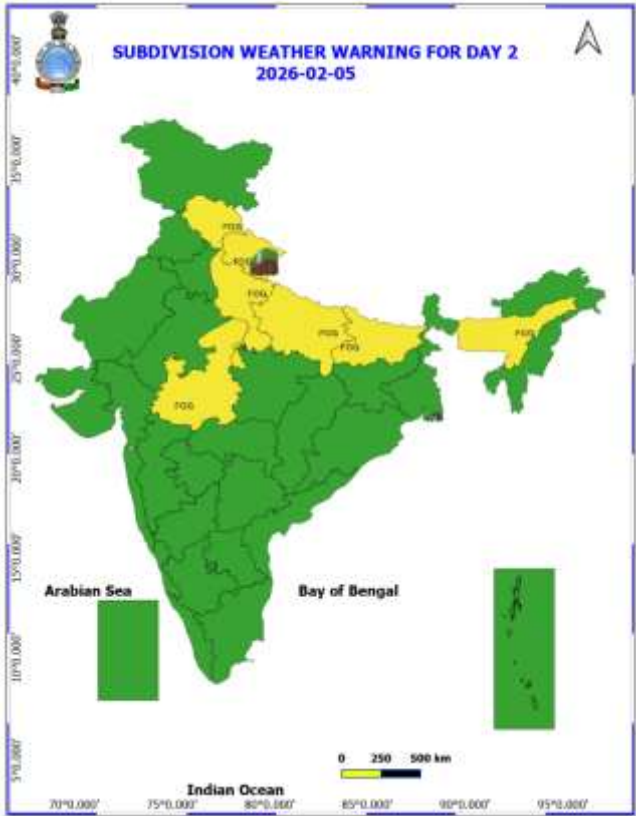 SUBDIVISION WEATHER WARNING FOR DAY 2
2026-02-05
40°0.000'
35°0.000'
30°0.000'
25°0.000'
20°0.000'
15°0.000'
10°0.000'
5°0.000'
FOG
FOG
FOG
FOG
FOG
FOG
FOG
Arabian Sea
Bay of Bengal
0 250 500 km
Indian Ocean
70°0.000' 75°0.000' 80°0.000' 85°0.000' 90°0.000' 95°0.000'